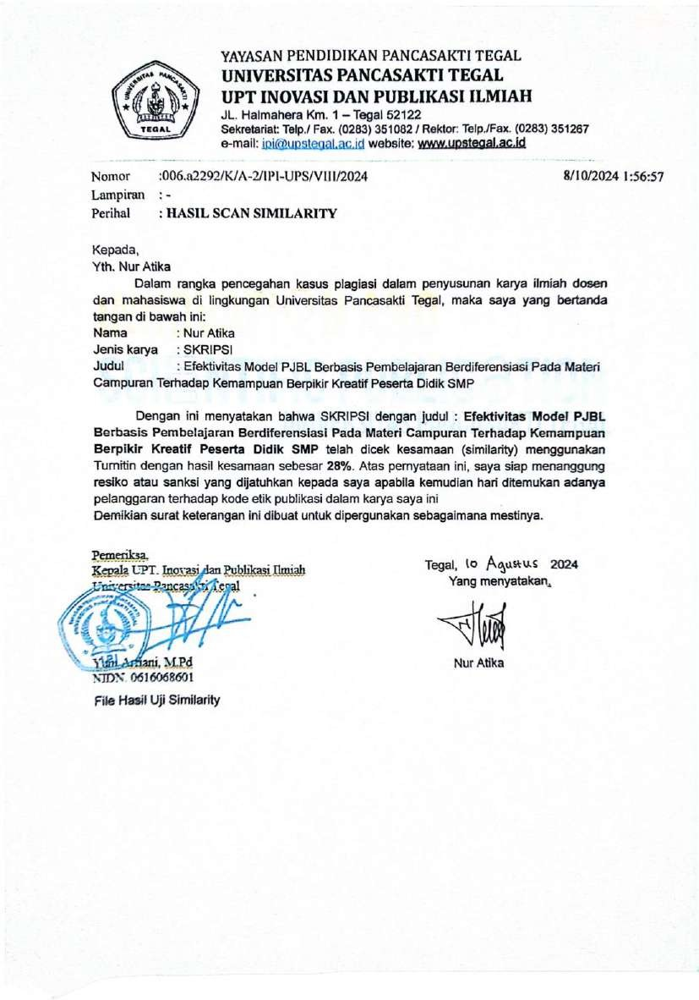 YAYASAN PENDIDIKAN PANCASAKTI TEGAL
UNIVERSITAS PANCASAKTI TEGAL
UPT INOVASI DAN PUBLIKASI ILMIAH
JL. Halmahera Km. 1 – Tegal 52122
Sekretariat: Telp./ Fax. (0283) 351082 / Rektor: Telp./Fax. (0283) 351267
e-mail: ipi@upstegal.ac.id website: www.upstegal.ac.id
UNIVERSITAS PANCASAKTI
TEGAL
Nomor :006.a2292/K/A-2/IPI-UPS/VIII/2024 8/10/2024 1:56:57
Lampiran : -
Perihal : HASIL SCAN SIMILARITY
Kepada,
Yth. Nur Atika
Dalam rangka pencegahan kasus plagiasi dalam penyusunan karya ilmiah dosen
dan mahasiswa di lingkungan Universitas Pancasakti Tegal, maka saya yang bertanda
tangan di bawah ini:
Nama : Nur Atika
Jenis karya : SKRIPSI
Judul : Efektivitas Model PJBL Berbasis Pembelajaran Berdiferensiasi Pada Materi
Campuran Terhadap Kemampuan Berpikir Kreatif Peserta Didik SMP
Dengan ini menyatakan bahwa SKRIPSI dengan judul : Efektivitas Model PJBL
Berbasis Pembelajaran Berdiferensiasi Pada Materi Campuran Terhadap Kemampuan
Berpikir Kreatif Peserta Didik SMP telah dicek kesamaan (similarity) menggunakan
Turnitin dengan hasil kesamaan sebesar 28%. Atas pernyataan ini, saya siap menanggung
resiko atau sanksi yang dijatuhkan kepada saya apabila kemudian hari ditemukan adanya
pelanggaran terhadap kode etik publikasi dalam karya saya ini
Demikian surat keterangan ini dibuat untuk dipergunakan sebagaimana mestinya.
Pemeriksa,
Kepala UPT. Inovasi dan Publikasi Ilmiah
Universitas Pancasakti Tegal
M.Pd
NIDN. 0616068601
File Hasil Uji Similarity
Tegal, 10 Agustus 2024
Yang menyatakan,
Nur Atika